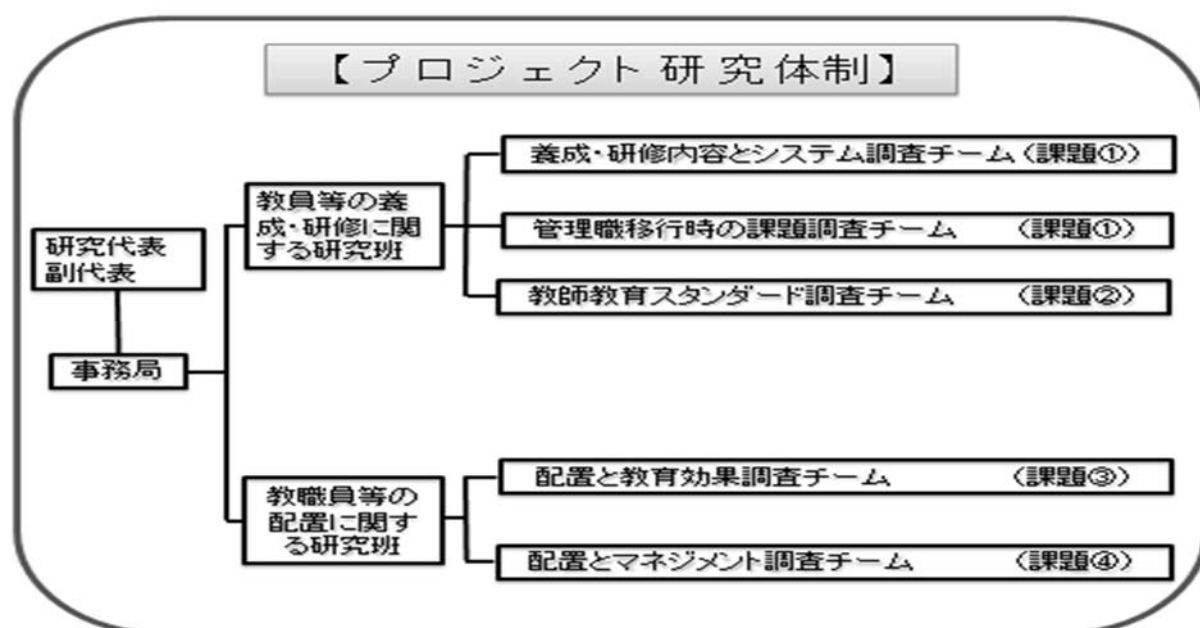 【プロジェクト研究体制】
養成・研修内容とシステム調査チーム(課題①)
教員等の養
成・研修に関
する研究班
管理職移行時の課題調査チーム (課題①)
研究代表
副代表
教師教育スタンダード調査チーム (課題②)
事務局
配置と教育効果調査チーム (課題③)
教職員等の
配置に関す
る研究班
配置とマネジメント調査チーム (課題④)